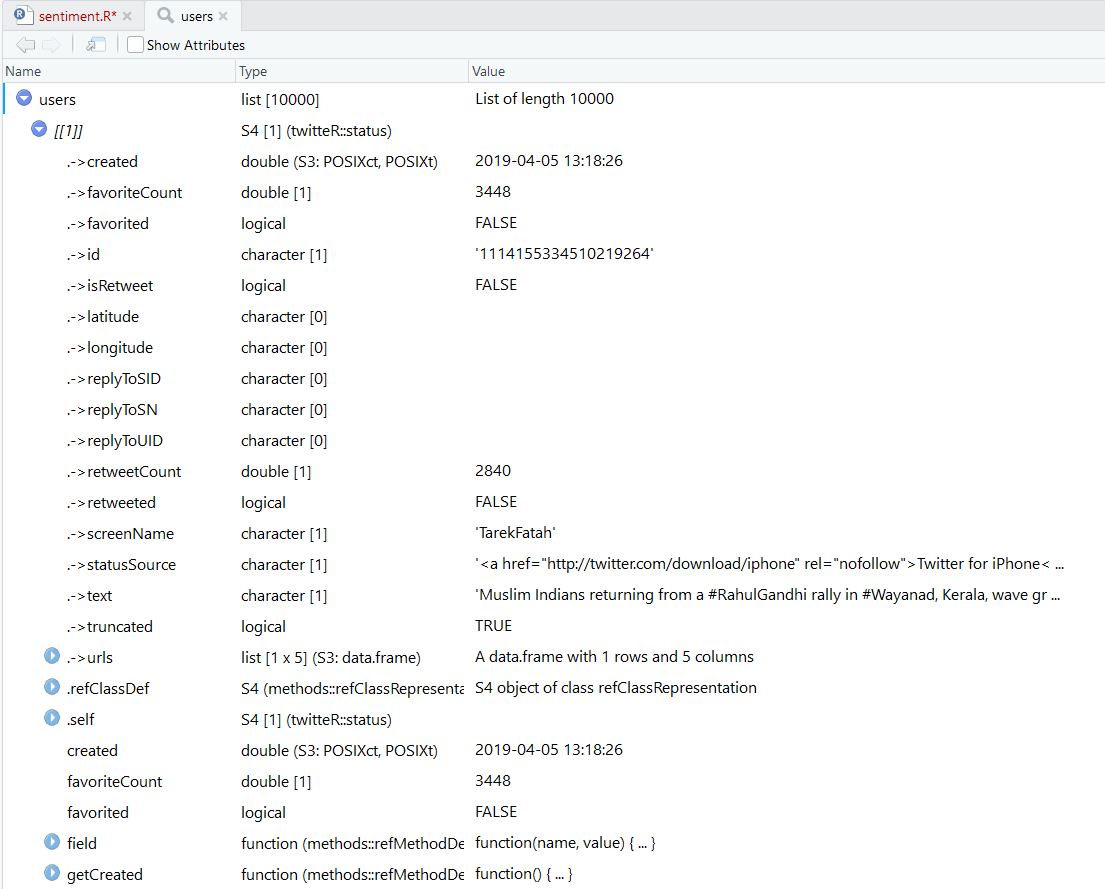 sentiment.R*
users
Show Attributes
Name Type Value
users list [10000] List of length 10000
[[1]] S4 [1] (twitteR::status)
.->created double (S3: POSIXct, POSIXt) 2019-04-05 13:18:26
.->favoriteCount double [1] 3448
.->favorited logical FALSE
.->id character [1] '1114155334510219264'
.->isRetweet logical FALSE
.->latitude character [0]
.->longitude character [0]
.->replyToSID character [0]
.->replyToSN character [0]
.->replyToUID character [0]
.->retweetCount double [1] 2840
.->retweeted logical FALSE
.->screenName character [1] 'TarekFatah'
.->statusSource character [1] '<a href="http://twitter.com/download/iphone" rel="nofollow">Twitter for iPhone< ...
.->text character [1] 'Muslim Indians returning from a #RahulGandhi rally in #Wayanad, Kerala, wave gr ...
.->truncated logical TRUE
.->urls list [1 x 5] (S3: data.frame) A data.frame with 1 rows and 5 columns
.refClassDef S4 (methods::refClassRepresenta S4 object of class refClassRepresentation
.self S4 [1] (twitteR::status)
created double (S3: POSIXct, POSIXt) 2019-04-05 13:18:26
favoriteCount double [1] 3448
favorited logical FALSE
field function (methods::refMethodDe function(name, value) { ... }
getCreated function (methods::refMethodDe function() { ... }